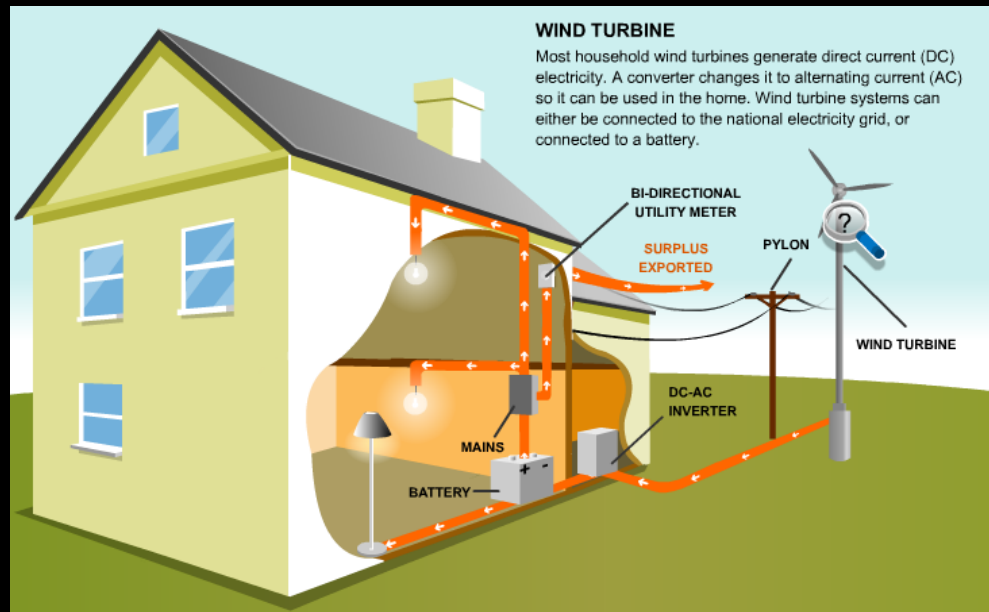 WIND TURBINE
Most household wind turbines generate direct current (DC)
electricity. A converter changes it to alternating current (AC)
so it can be used in the home. Wind turbine systems can
either be connected to the national electricity grid, or
connected to a battery.
BI-DIRECTIONAL
UTILITY METER
SURPLUS
EXPORTED
PYLON
?
WIND TURBINE
DC-AC
INVERTER
MAINS
BATTERY
+ -